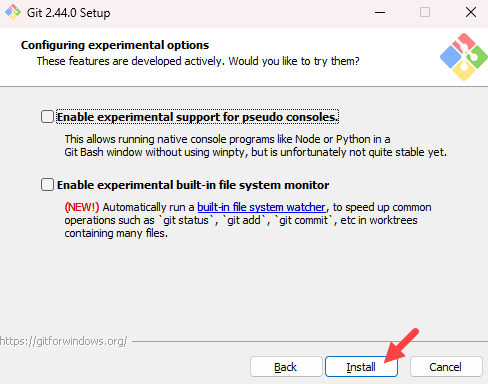 Git 2.44.0 Setup
Configuring experimental options
These features are developed actively. Would you like to try them?
Enable experimental support for pseudo consoles.
This allows running native console programs like Node or Python in a
Git Bash window without using winpty, but is unfortunately not quite stable yet.
Enable experimental built-in file system monitor
(NEW!) Automatically run a built-in file system watcher, to speed up common
operations such as `git status`, `git add`, `git commit`, etc in worktrees
containing many files.
https://gitforwindows.org/
Back Install Cancel